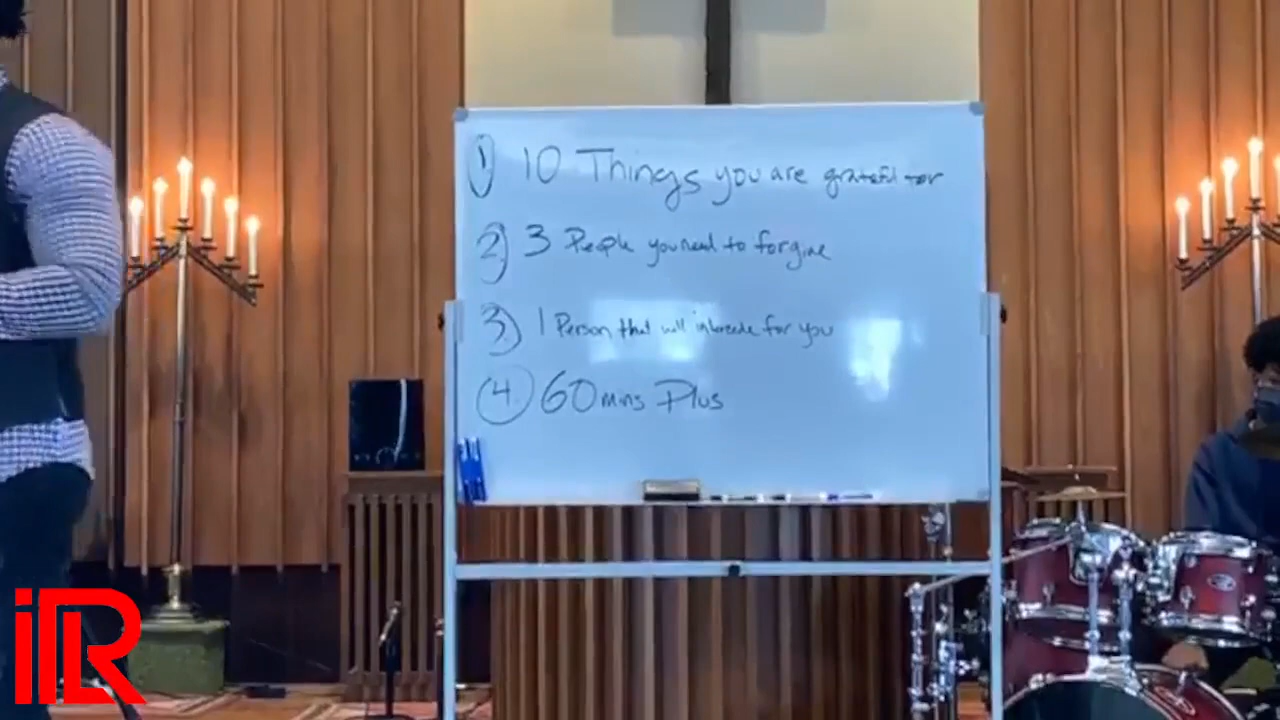 ① 10 Things you are grateful for
② 3 People you need to forgive
③ 1 Person that will intercede for you
④ 60 mins Plus
iTLR